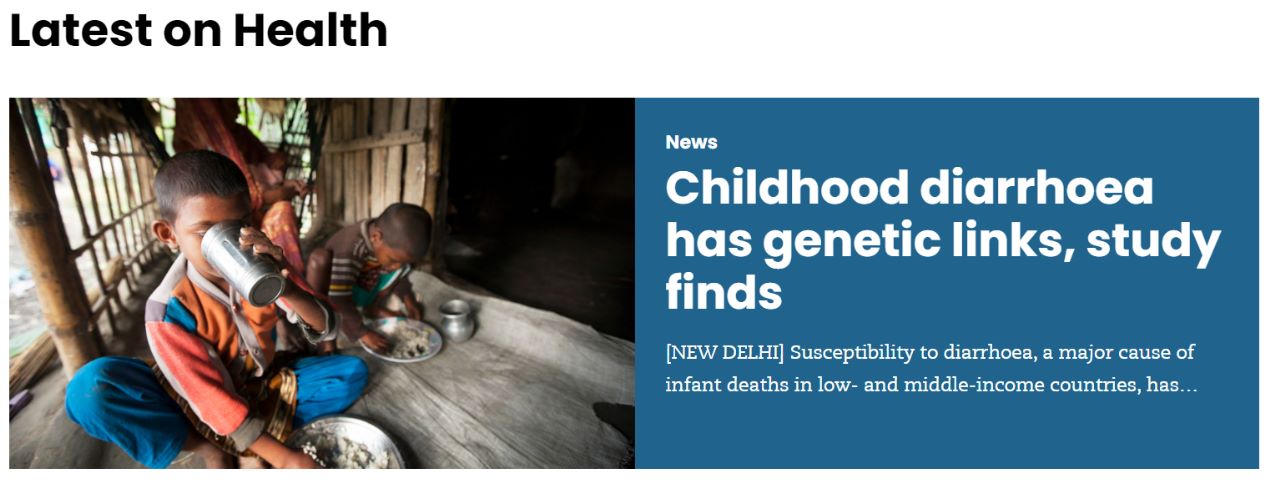 Latest on Health
News
Childhood diarrhoea
has genetic links, study
finds
[NEW DELHI] Susceptibility to diarrhoea, a major cause of
infant deaths in low- and middle-income countries, has…